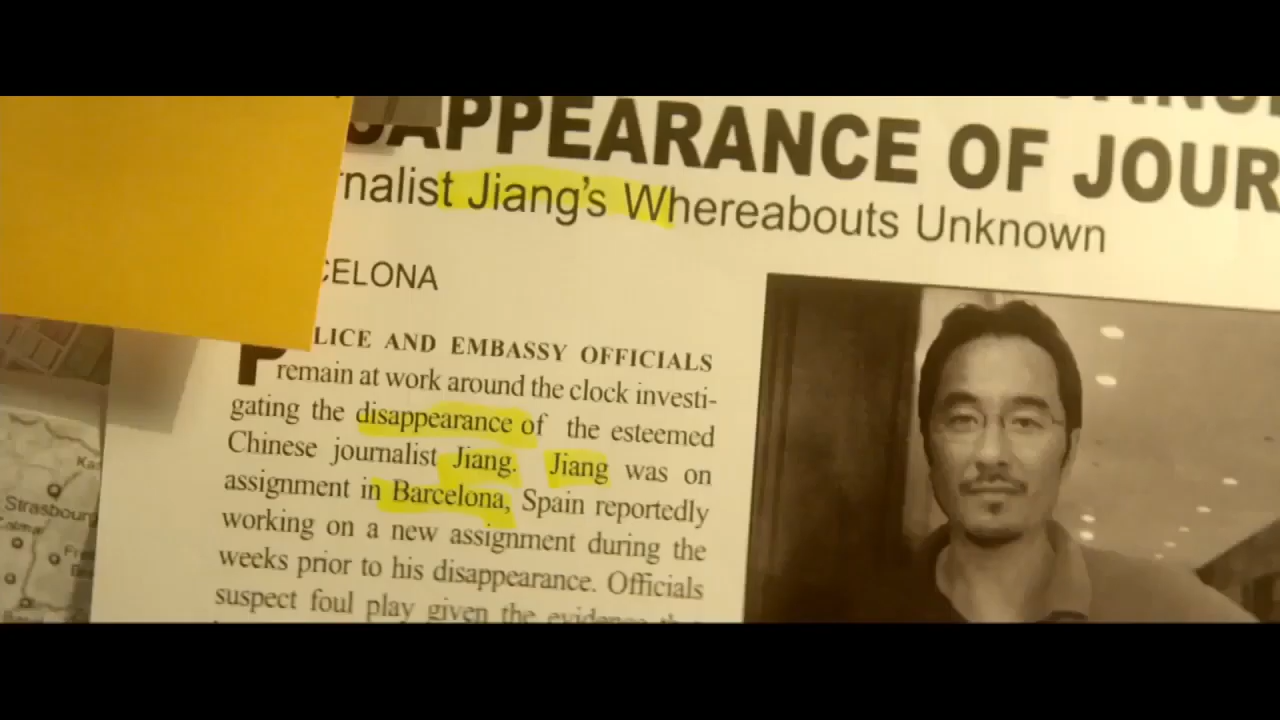 APPEARANCE OF JOUR
rnalist Jiang's Whereabouts Unknown
CELONA
LICE AND EMBASSY OFFICIALS
remain at work around the clock investi-
gating the disappearance of the esteemed
Chinese journalist Jiang. Jiang was on
assignment in Barcelona, Spain reportedly
working on a new assignment during the
weeks prior to his disappearance. Officials
suspect foul play given the evidence
Strasbourg